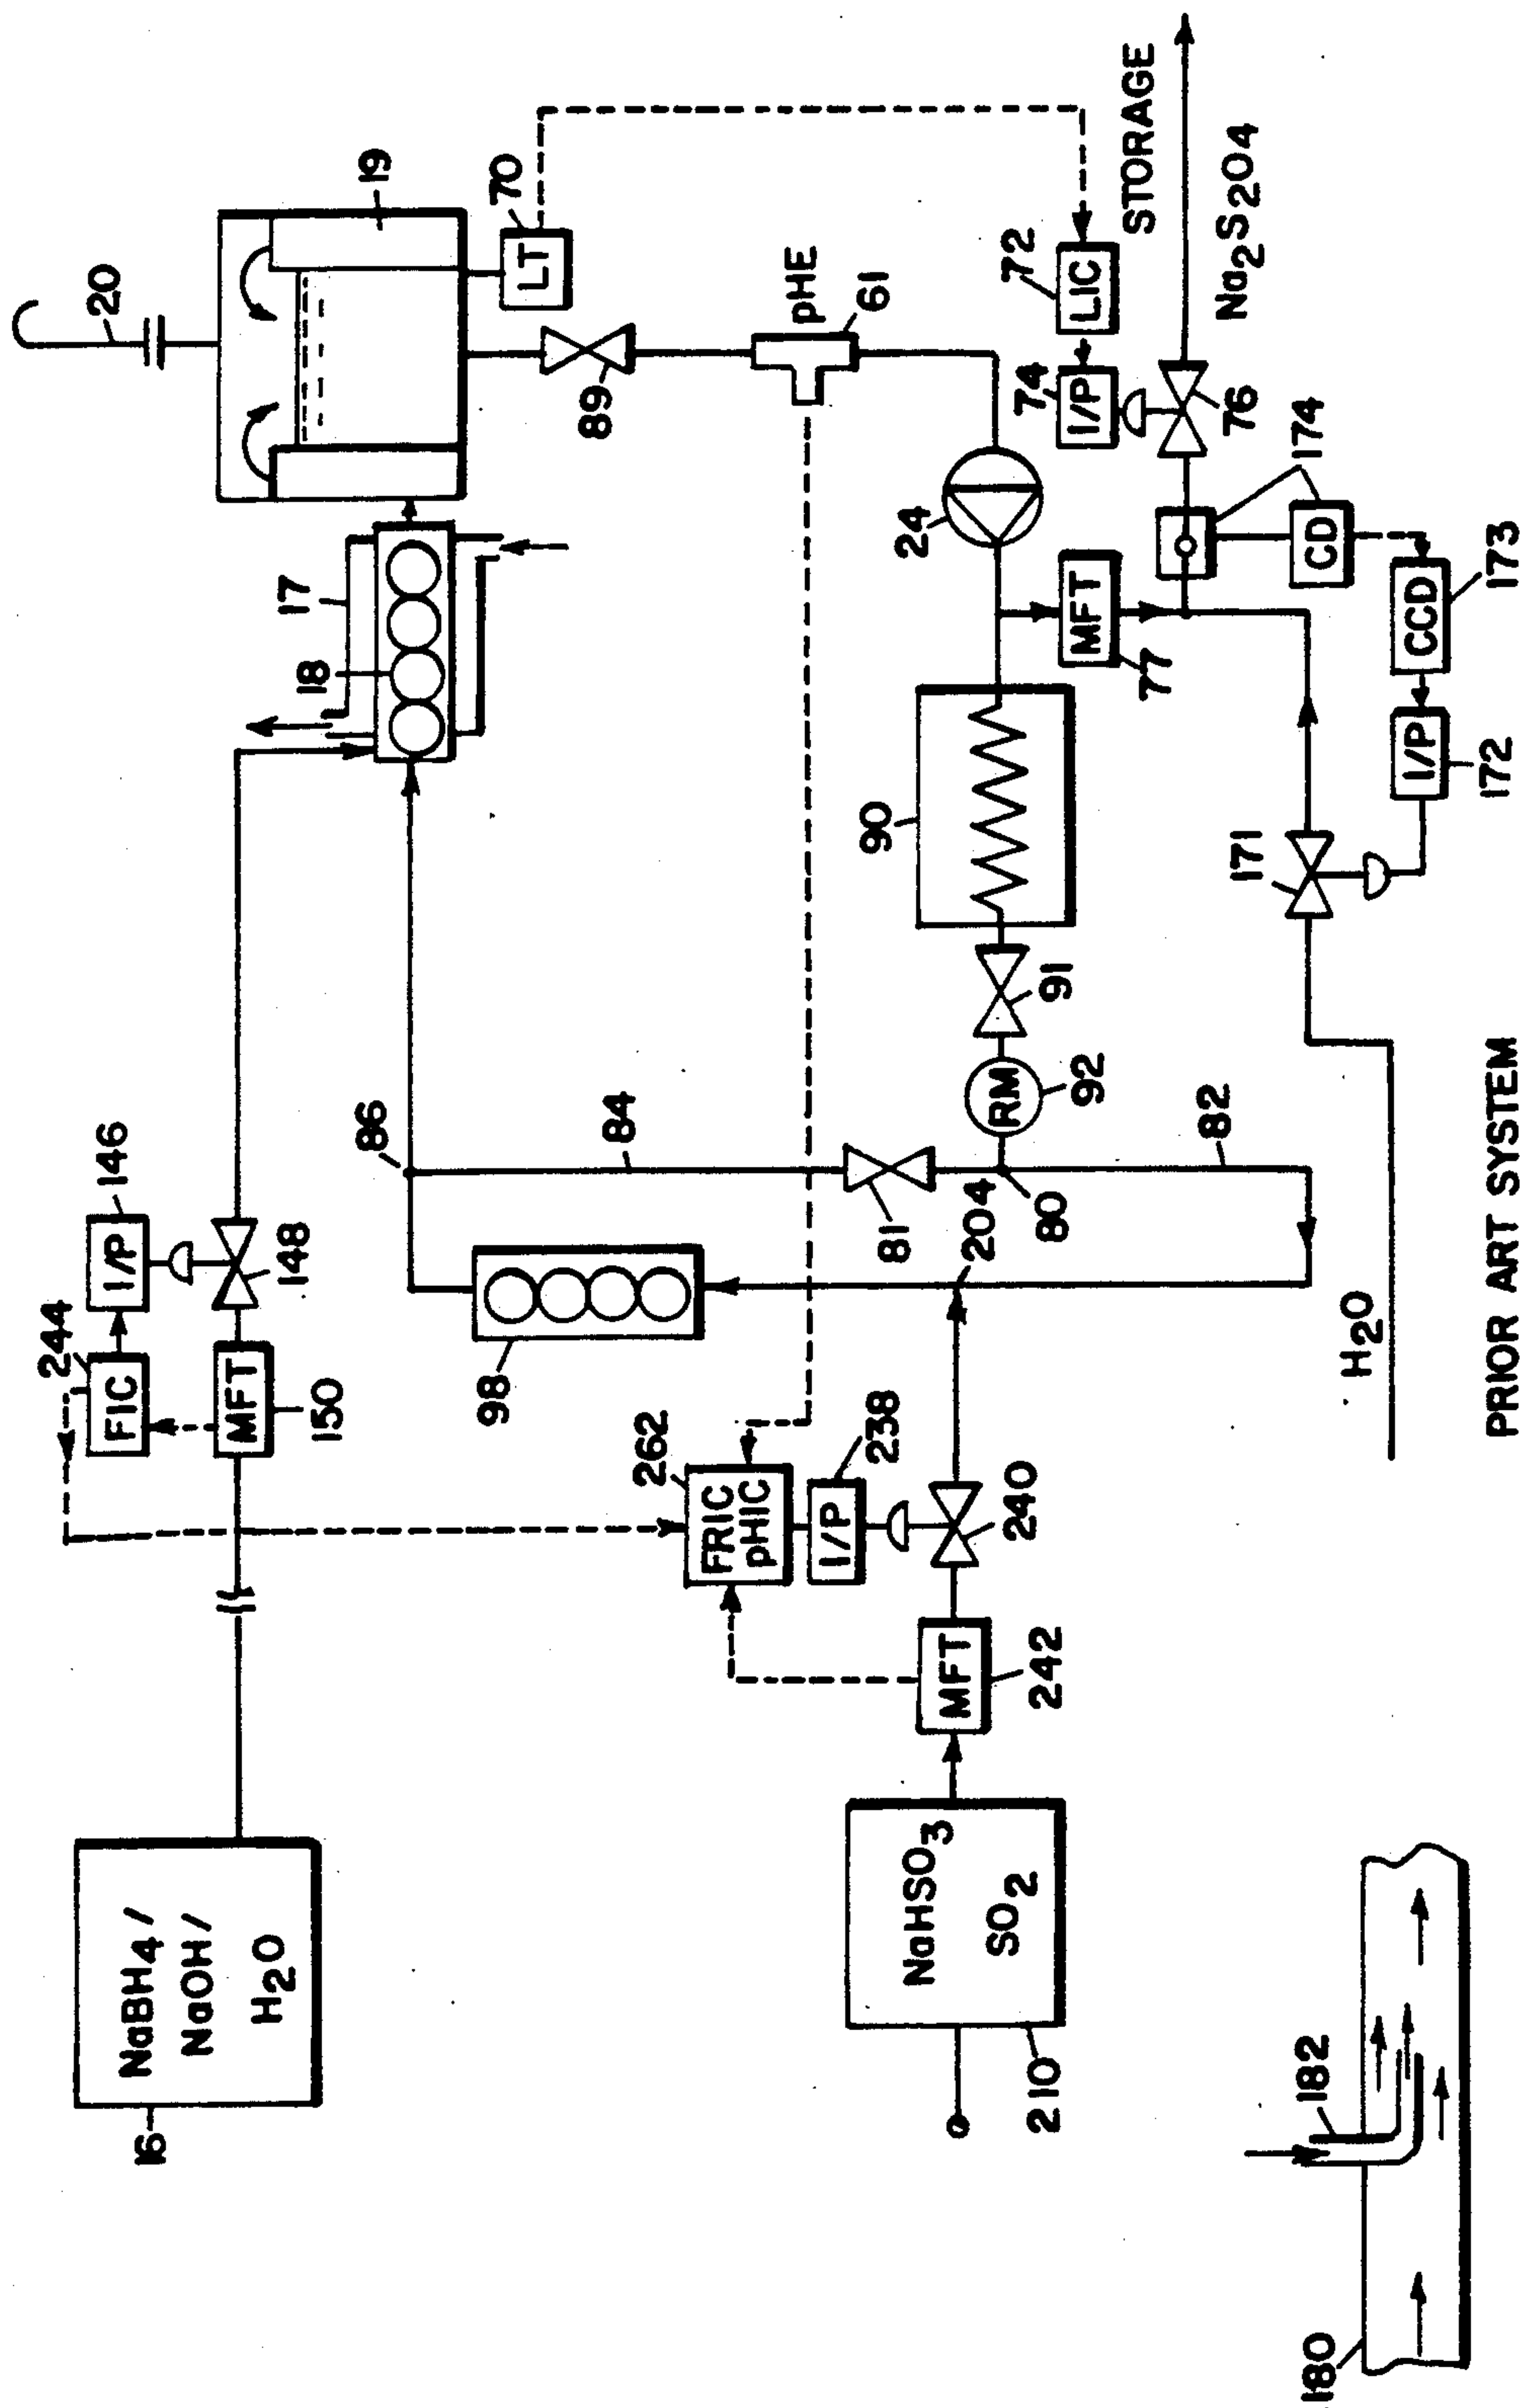 20
16
NaBH4/
NaOH/
H2O
244
FIC
I/P
146
MFT
150
148
17
18
19
86
98
84
LT
70
89
262
FRIC
pHIC
I/P
238
pHE
61
81
90
24
210
NaHSO3
SO2
MFT
242
240
204
80
RM
92
91
MFT
77
I/P
74
LIC
72
STORAGE
82
171
76
Na2S2O4
174
CD
180
182
H2O
I/P
172
CCD
173
PRIOR ART SYSTEM